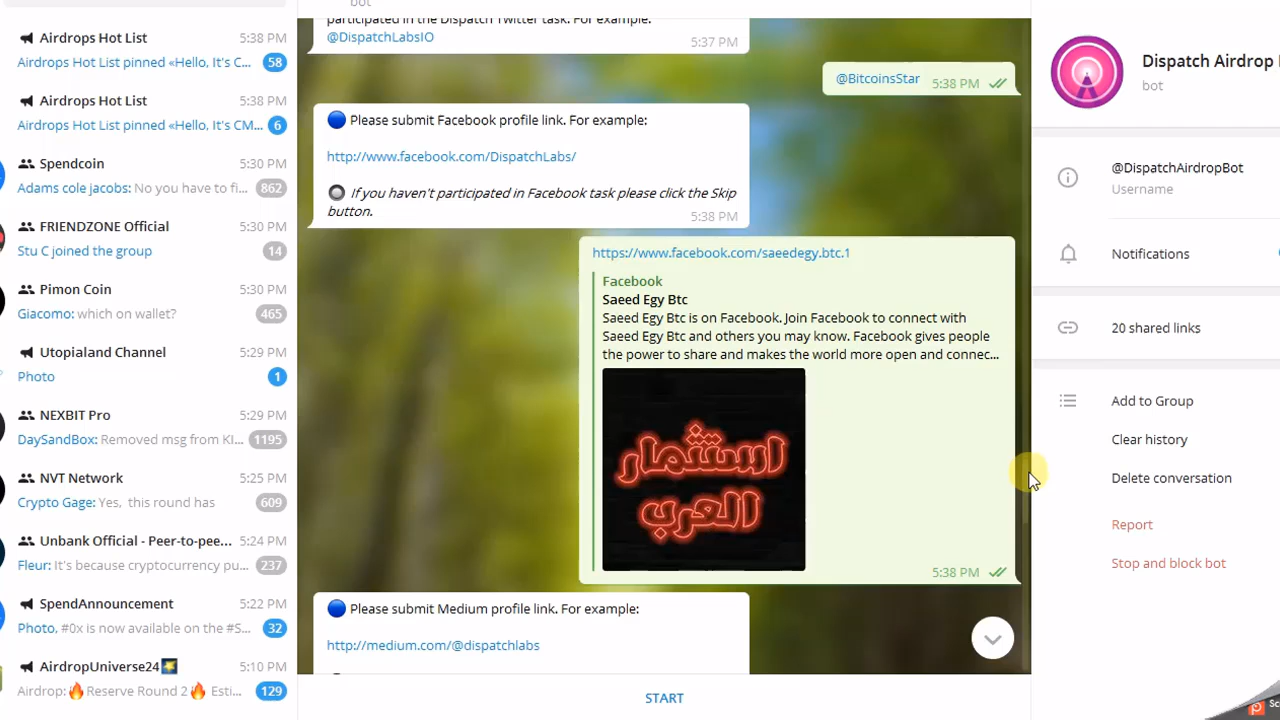 Airdrops Hot List 5:38 PM
Airdrops Hot List pinned «Hello, It's C... 58
Airdrops Hot List 5:38 PM
Airdrops Hot List pinned «Hello, It's CM... 6
Spendcoin 5:30 PM
Adams cole jacobs: No you have to fi... 862
FRIENDZONE Official 5:30 PM
Stu C joined the group 14
Pimon Coin 5:30 PM
Giacomo: which on wallet? 465
Utopialand Channel 5:29 PM
Photo 1
NEXBIT Pro 5:29 PM
DaySandBox: Removed msg from KI... 1195
NVT Network 5:25 PM
Crypto Gage: Yes, this round has 609
Unbank Official - Peer-to-pee... 5:24 PM
Fleur: It's because cryptocurrency pu... 237
SpendAnnouncement 5:22 PM
Photo, #0x is now available on the #S... 32
AirdropUniverse24 5:10 PM
Airdrop: 🔥Reserve Round 2🔥 Esti... 129
bot
participated in the Dispatch Twitter task. For example:
@DispatchLabsIO
5:37 PM
@BitcoinsStar 5:38 PM
Please submit Facebook profile link. For example:
http://www.facebook.com/DispatchLabs/
If you haven't participated in Facebook task please click the Skip
button.
5:38 PM
https://www.facebook.com/saeedegy.btc.1
Facebook
Saeed Egy Btc
Saeed Egy Btc is on Facebook. Join Facebook to connect with
Saeed Egy Btc and others you may know. Facebook gives people
the power to share and makes the world more open and connec...
استثمار
العرب
5:38 PM
Please submit Medium profile link. For example:
http://medium.com/@dispatchlabs
START
Dispatch Airdrop
bot
@DispatchAirdropBot
Username
Notifications
20 shared links
Add to Group
Clear history
Delete conversation
Report
Stop and block bot